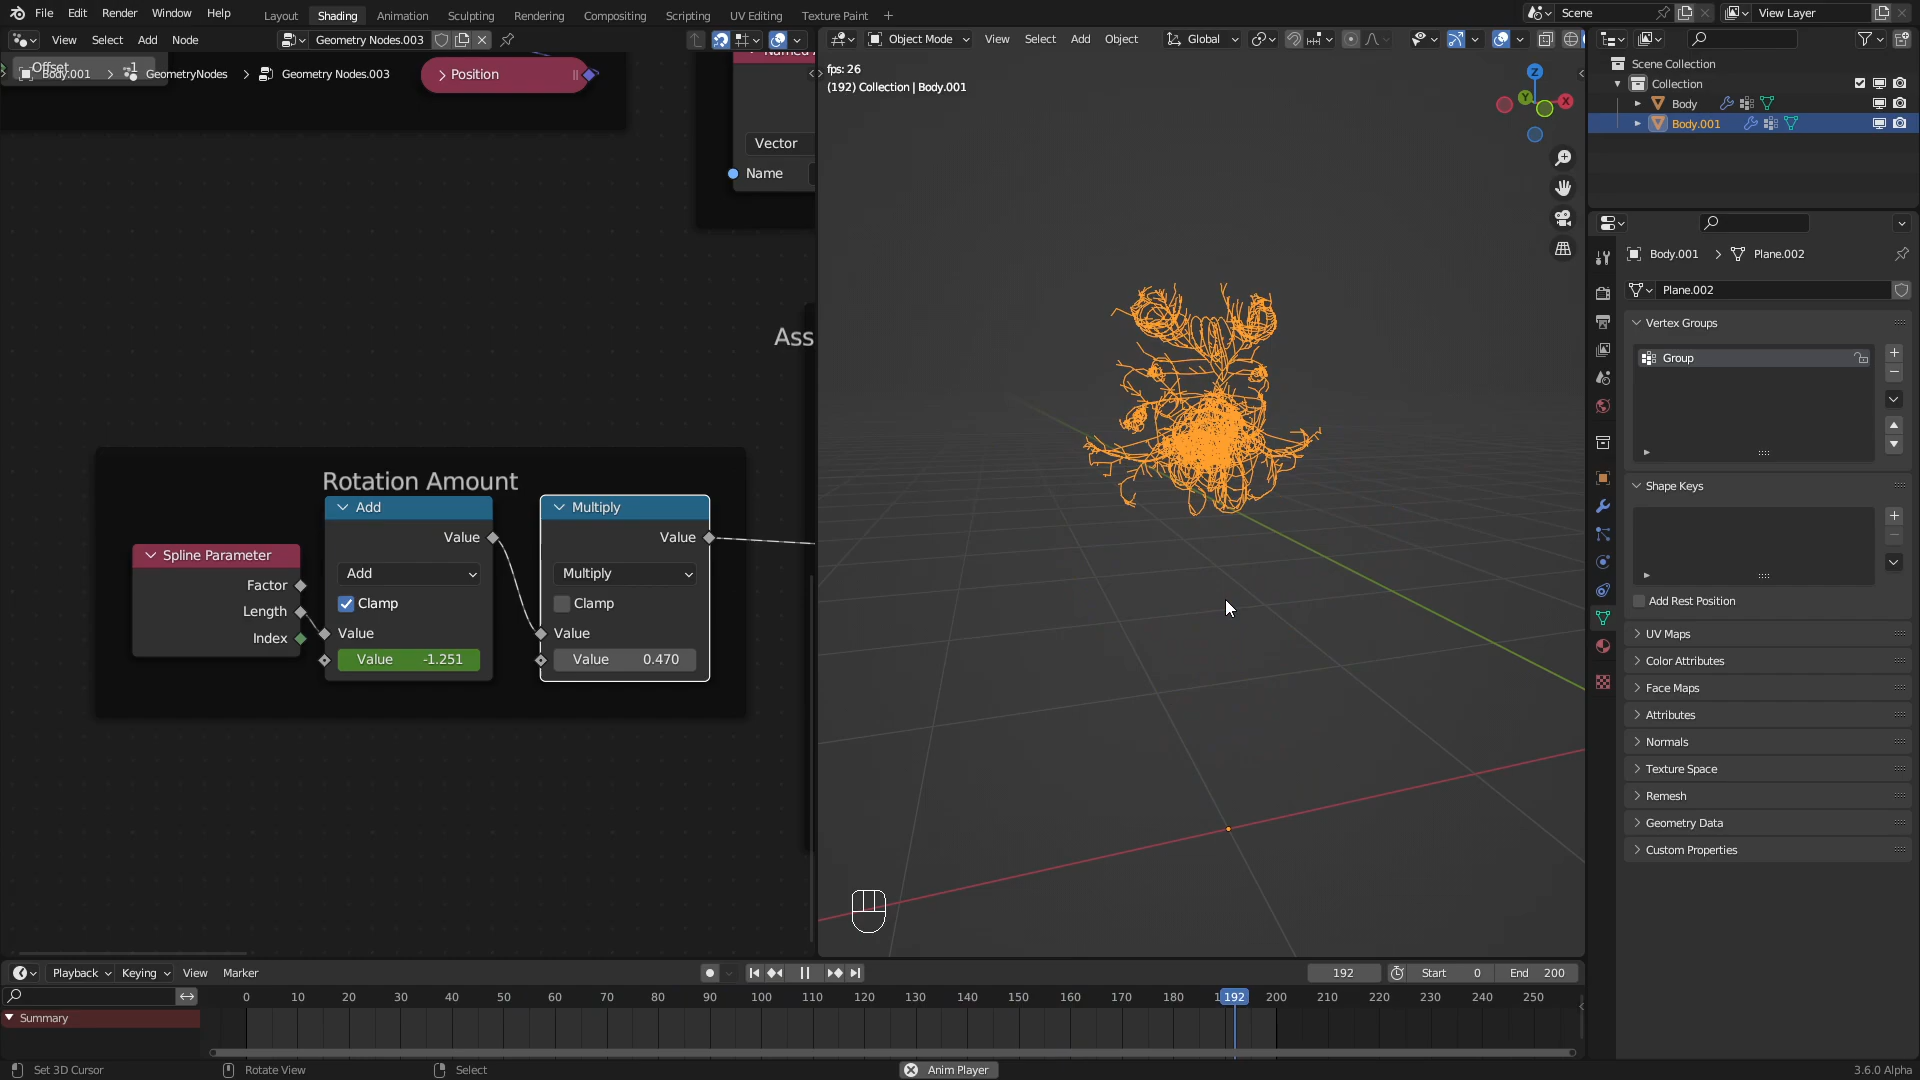 File Edit Render Window Help Layout Shading Animation Sculpting Rendering Compositing Scripting UV Editing Texture Paint Scene View Layer
View Select Add Node Geometry Nodes.003 Object Mode View Select Add Object Global
Offset -1 Position
Body.001 GeometryNodes Geometry Nodes.003
fps: 26
(192) Collection | Body.001
Z
Y
X
Vector
Name
Ass
Rotation Amount
Spline Parameter
Factor
Length
Index
Add
Value
Add
Clamp
Value
Value -1.251
Multiply
Value
Multiply
Clamp
Value
Value 0.470
Scene Collection
Collection
Body
Body.001
Body.001 Plane.002
Plane.002
Vertex Groups
Group
Shape Keys
Add Rest Position
UV Maps
Color Attributes
Face Maps
Attributes
Normals
Texture Space
Remesh
Geometry Data
Custom Properties
Playback Keying View Marker 192 Start 0 End 200
0 10 20 30 40 50 60 70 80 90 100 110 120 130 140 150 160 170 180 192 200 210 220 230 240 250
Summary
Set 3D Cursor Rotate View Select Anim Player 3.6.0 Alpha